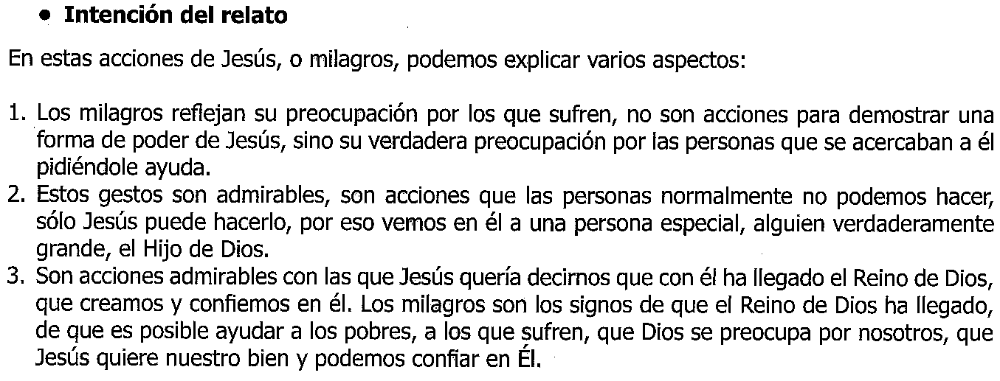 • Intención del relato
En estas acciones de Jesús, o milagros, podemos explicar varios aspectos:
1. Los milagros reflejan su preocupación por los que sufren, no son acciones para demostrar una
forma de poder de Jesús, sino su verdadera preocupación por las personas que se acercaban a él
pidiéndole ayuda.
2. Estos gestos son admirables, son acciones que las personas normalmente no podemos hacer,
sólo Jesús puede hacerlo, por eso vemos en él a una persona especial, alguien verdaderamente
grande, el Hijo de Dios.
3. Son acciones admirables con las que Jesús quería decirnos que con él ha llegado el Reino de Dios,
que creamos y confiemos en él. Los milagros son los signos de que el Reino de Dios ha llegado,
de que es posible ayudar a los pobres, a los que sufren, que Dios se preocupa por nosotros, que
Jesús quiere nuestro bien y podemos confiar en Él.